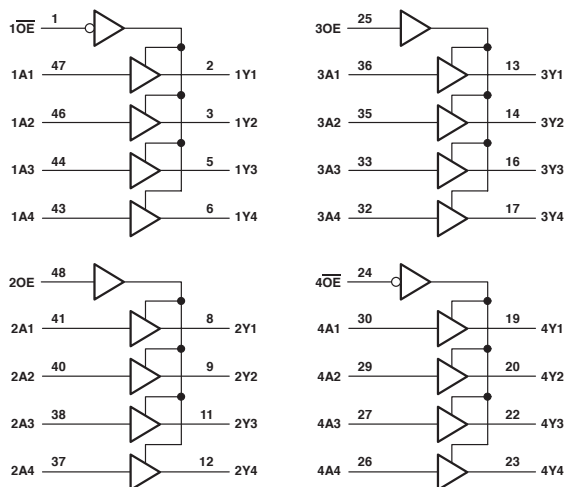 1O̅E̅ 1
1A1 47 2 1Y1
1A2 46 3 1Y2
1A3 44 5 1Y3
1A4 43 6 1Y4
3OE 25
3A1 36 13 3Y1
3A2 35 14 3Y2
3A3 33 16 3Y3
3A4 32 17 3Y4
2OE 48
2A1 41 8 2Y1
2A2 40 9 2Y2
2A3 38 11 2Y3
2A4 37 12 2Y4
4O̅E̅ 24
4A1 30 19 4Y1
4A2 29 20 4Y2
4A3 27 22 4Y3
4A4 26 23 4Y4